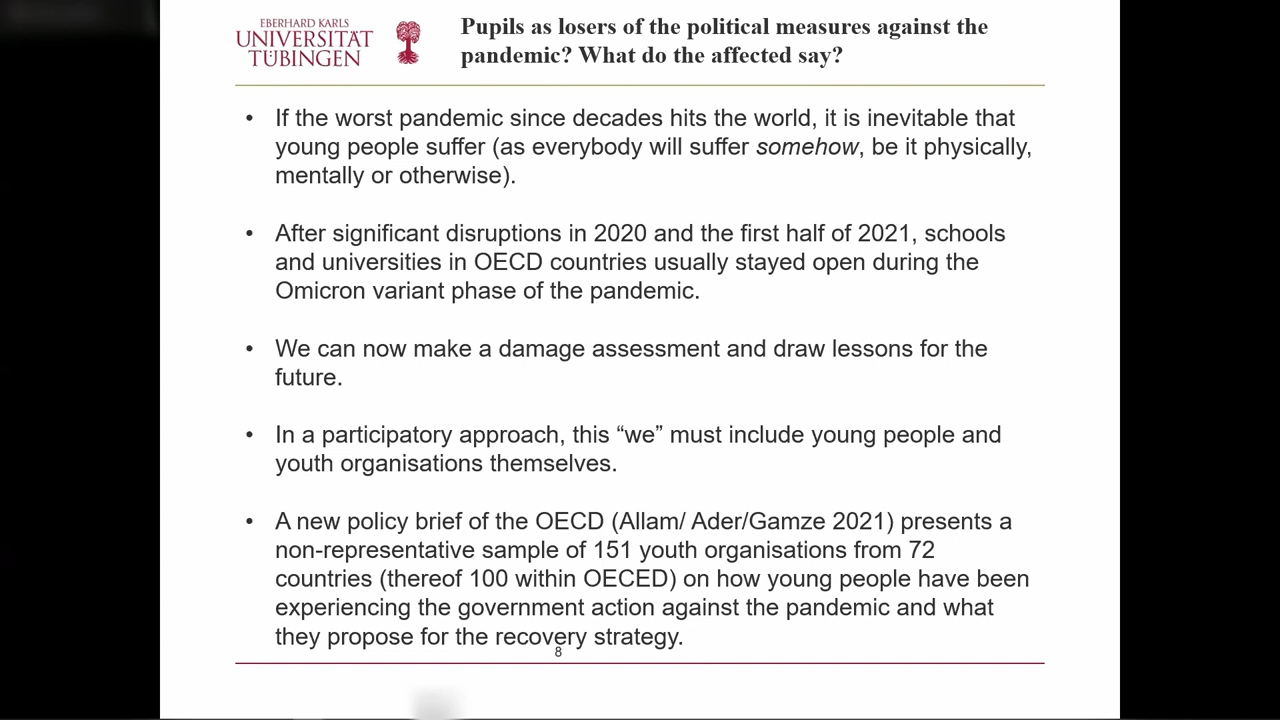 EBERHARD KARLS
UNIVERSITÄT
TÜBINGEN
Pupils as losers of the political measures against the
pandemic? What do the affected say?
• If the worst pandemic since decades hits the world, it is inevitable that
young people suffer (as everybody will suffer somehow, be it physically,
mentally or otherwise).
• After significant disruptions in 2020 and the first half of 2021, schools
and universities in OECD countries usually stayed open during the
Omicron variant phase of the pandemic.
• We can now make a damage assessment and draw lessons for the
future.
• In a participatory approach, this “we” must include young people and
youth organisations themselves.
• A new policy brief of the OECD (Allam/ Ader/Gamze 2021) presents a
non-representative sample of 151 youth organisations from 72
countries (thereof 100 within OECED) on how young people have been
experiencing the government action against the pandemic and what
they propose for the recovery strategy.
8